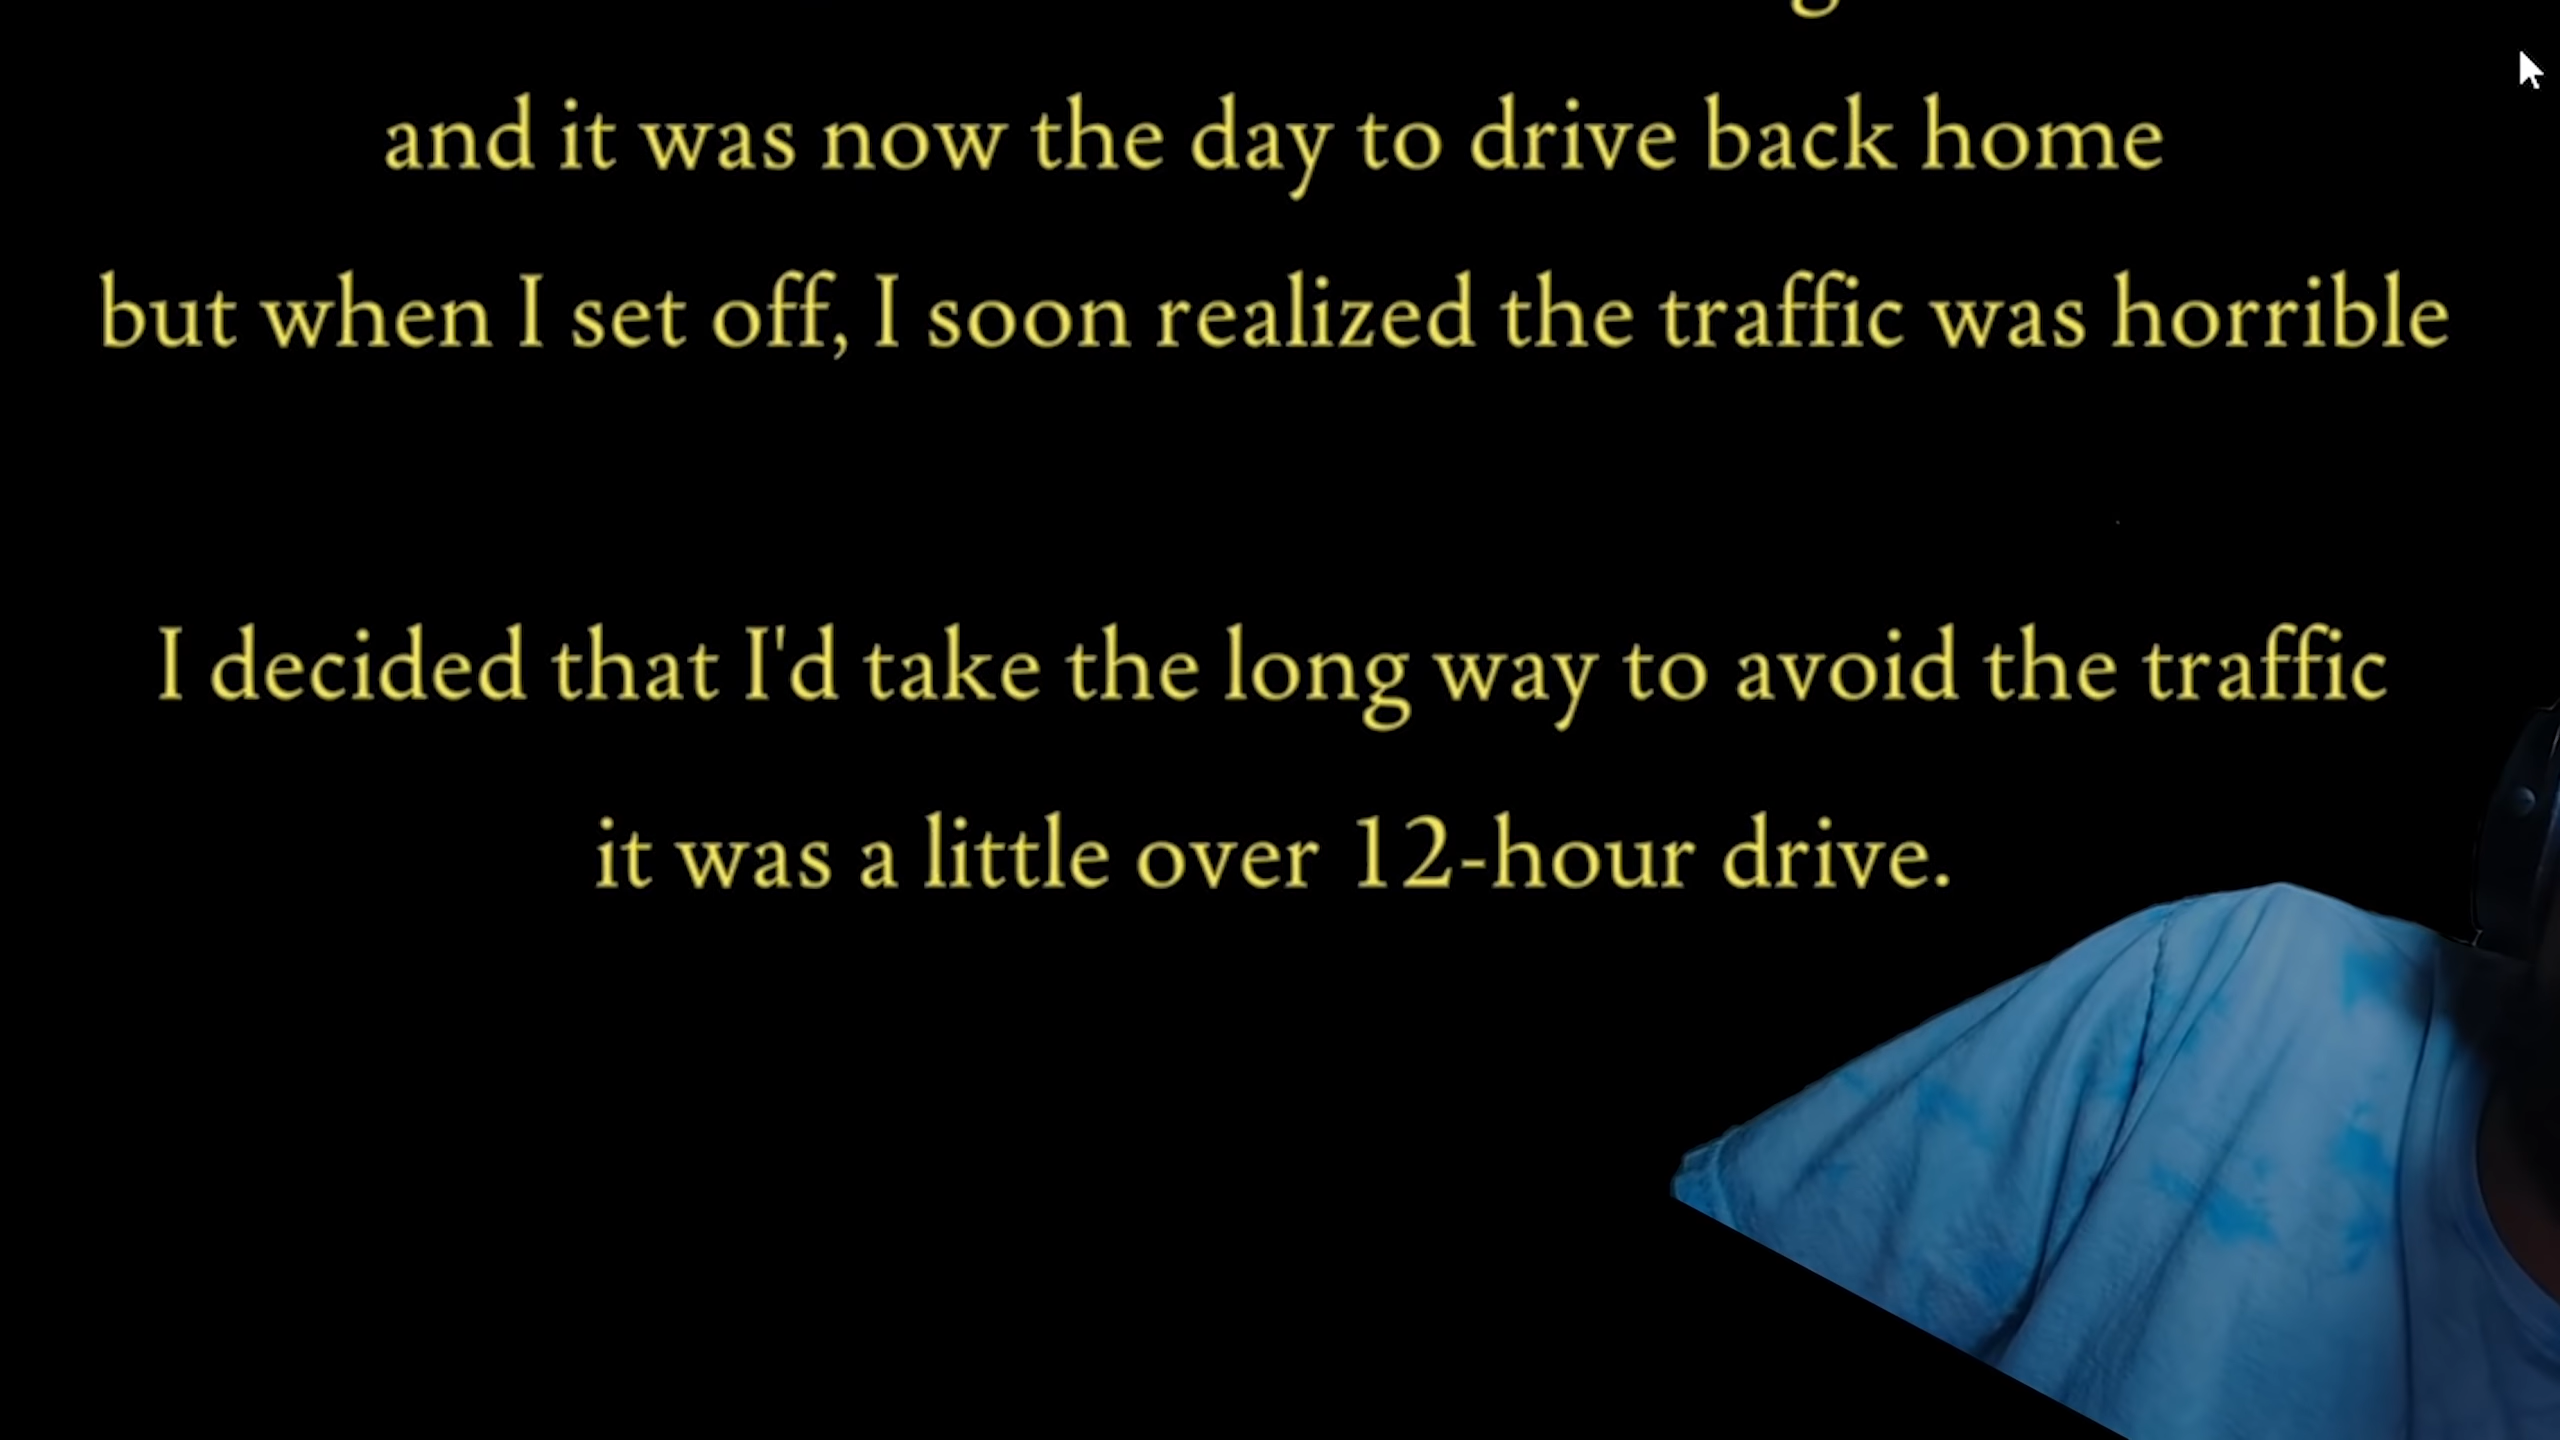 and it was now the day to drive back home
but when I set off, I soon realized the traffic was horrible
I decided that I'd take the long way to avoid the traffic
it was a little over 12-hour drive.